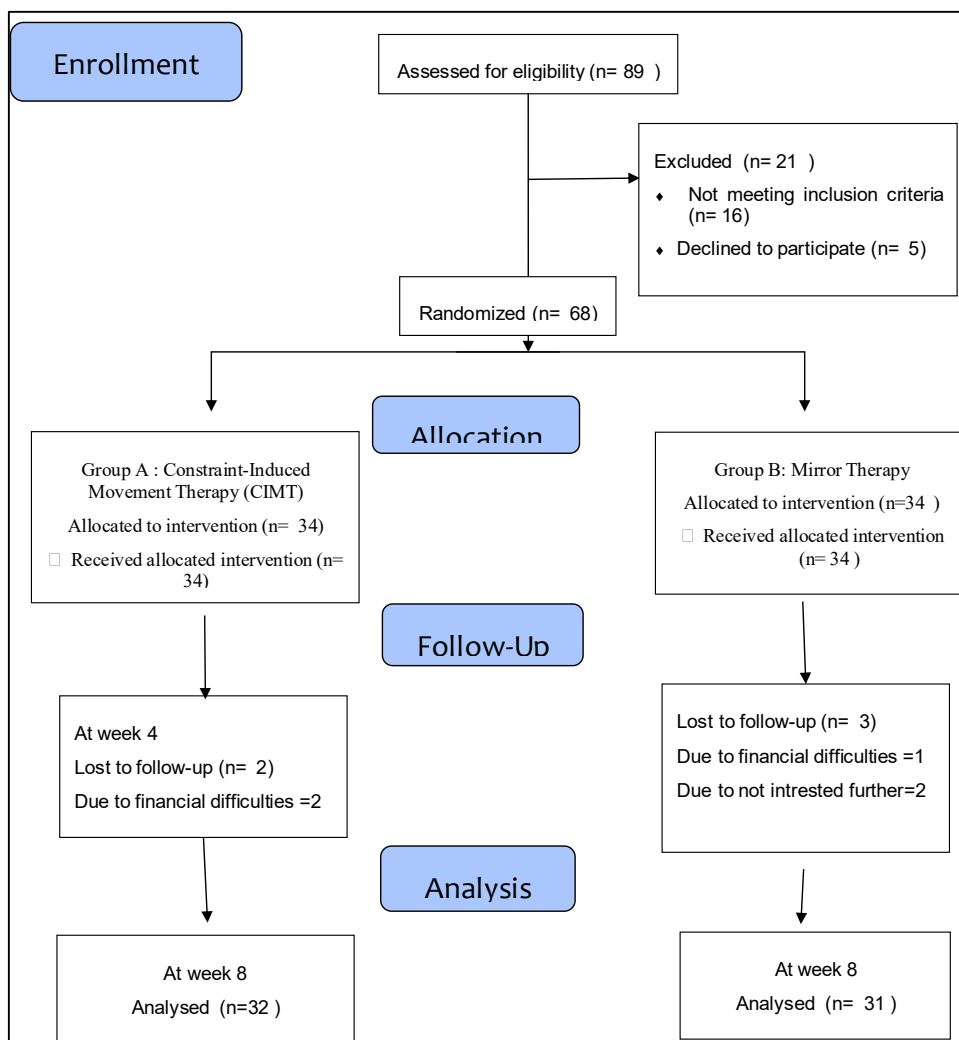 Enrollment
Assessed for eligibility (n= 89 )
Excluded (n= 21 )
♦ Not meeting inclusion criteria
(n= 16)
♦ Declined to participate (n= 5)
Randomized (n= 68)
Allocation
Group A : Constraint-Induced
Movement Therapy (CIMT)
Allocated to intervention (n= 34)
□ Received allocated intervention (n=
34)
Group B: Mirror Therapy
Allocated to intervention (n=34 )
□ Received allocated intervention
(n= 34 )
Follow-Up
At week 4
Lost to follow-up (n= 2)
Due to financial difficulties =2
Lost to follow-up (n= 3)
Due to financial difficulties =1
Due to not intrested further=2
Analysis
At week 8
Analysed (n=32 )
At week 8
Analysed (n= 31 )